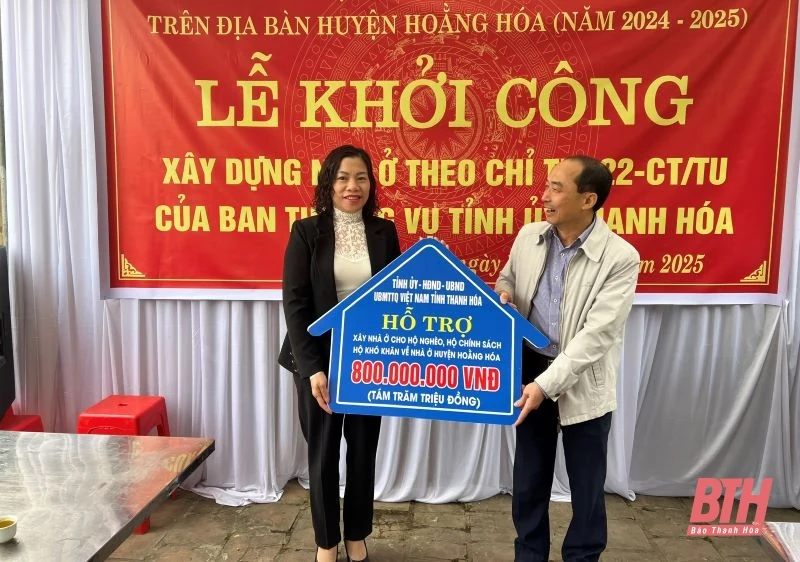 TRÊN ĐỊA BÀN HUYỆN HOẰNG HÓA (NĂM 2024 - 2025)
LỄ KHỞI CÔNG
XÂY DỰNG Ở THEO CHỈ 22-CT/TU
CỦA BAN VỤ TỈNH ỦY THANH HÓA
ngày 2025
TỈNH ỦY - HĐND - UBND
UBMTTQ VIỆT NAM TỈNH THANH HÓA
HỖ TRỢ
XÂY NHÀ Ở CHO HỘ NGHÈO, HỘ CHÍNH SÁCH
HỘ KHÓ KHĂN VỀ NHÀ Ở HUYỆN HOẰNG HÓA
800.000.000 VNĐ
(TÁM TRĂM TRIỆU ĐỒNG)
BTH
Báo Thanh Hóa